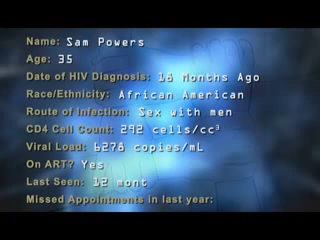 Name: Sam Powers
Age: 35
Date of HIV Diagnosis: 18 Months Ago
Race/Ethnicity: African American
Route of Infection: Sex with men
CD4 Cell Count: 292 cells/cc³
Viral Load: 6278 copies/mL
On ART? Yes
Last Seen: 12 mont
Missed Appointments in last year: